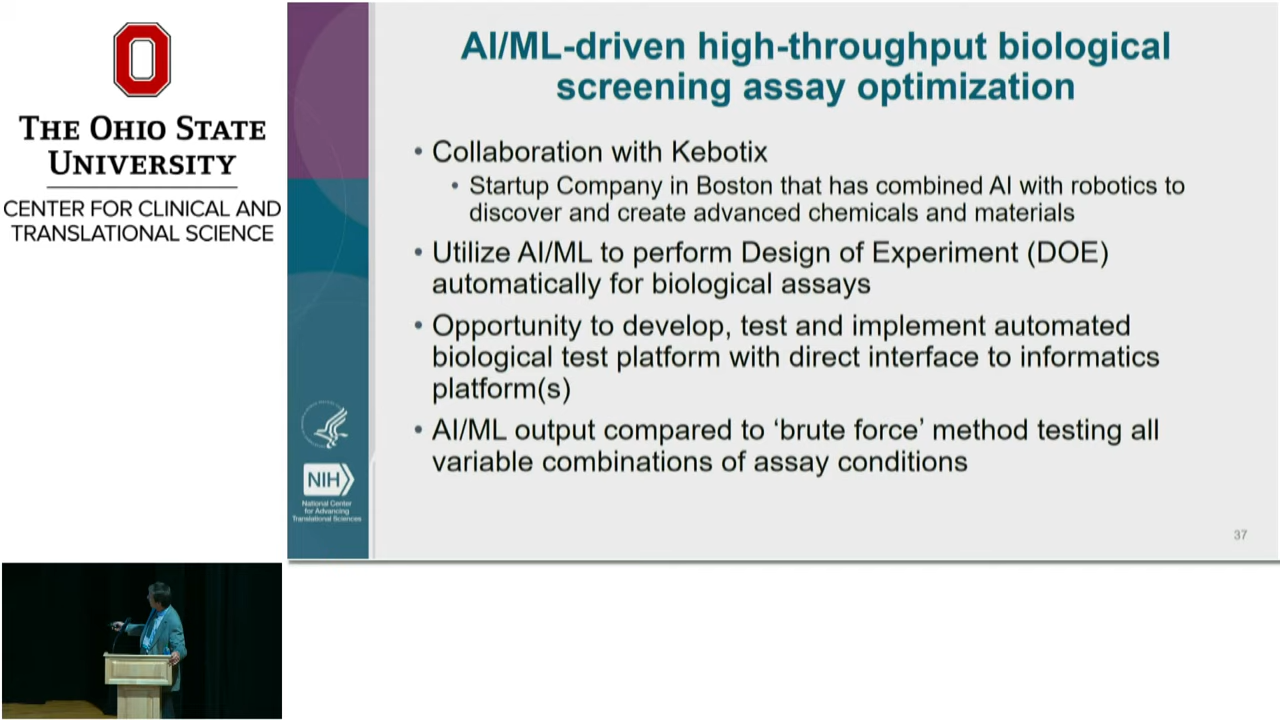 THE OHIO STATE
UNIVERSITY
CENTER FOR CLINICAL AND
TRANSLATIONAL SCIENCE
AI/ML-driven high-throughput biological
screening assay optimization
• Collaboration with Kebotix
• Startup Company in Boston that has combined AI with robotics to
discover and create advanced chemicals and materials
• Utilize AI/ML to perform Design of Experiment (DOE)
automatically for biological assays
• Opportunity to develop, test and implement automated
biological test platform with direct interface to informatics
platform(s)
• AI/ML output compared to ‘brute force’ method testing all
variable combinations of assay conditions
NIH
National Center
for Advancing
Translational Sciences
37